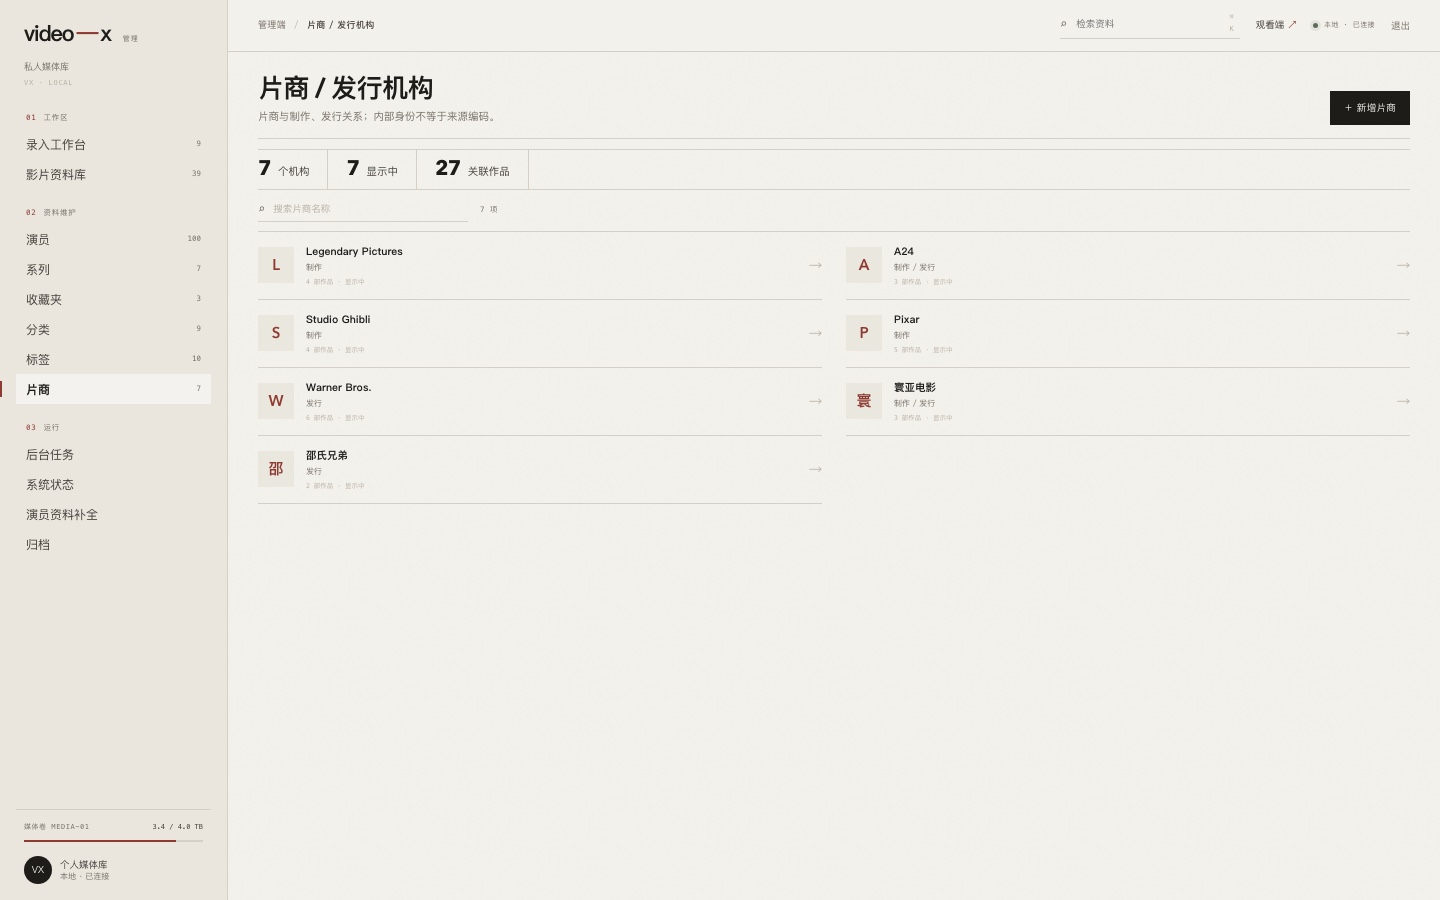 video—x 管理
私人媒体库
VX · LOCAL
01 工作区
录入工作台 9
影片资料库 39
02 资料维护
演员 100
系列 7
收藏夹 3
分类 9
标签 10
片商 7
03 运行
后台任务
系统状态
演员资料补全
归档
媒体卷 MEDIA-01 3.4 / 4.0 TB
VX
个人媒体库
本地 · 已连接
管理端 / 片商 / 发行机构
检索资料
K
观看端 ↗
本地 · 已连接
退出
片商 / 发行机构
片商与制作、发行关系；内部身份不等于来源编码。
+ 新增片商
7 个机构
7 显示中
27 关联作品
搜索片商名称
7 项
L
Legendary Pictures
制作
4 部作品 · 显示中
→
A
A24
制作 / 发行
3 部作品 · 显示中
→
S
Studio Ghibli
制作
4 部作品 · 显示中
→
P
Pixar
制作
5 部作品 · 显示中
→
W
Warner Bros.
发行
6 部作品 · 显示中
→
寰
寰亚电影
制作 / 发行
3 部作品 · 显示中
→
邵
邵氏兄弟
发行
2 部作品 · 显示中
→